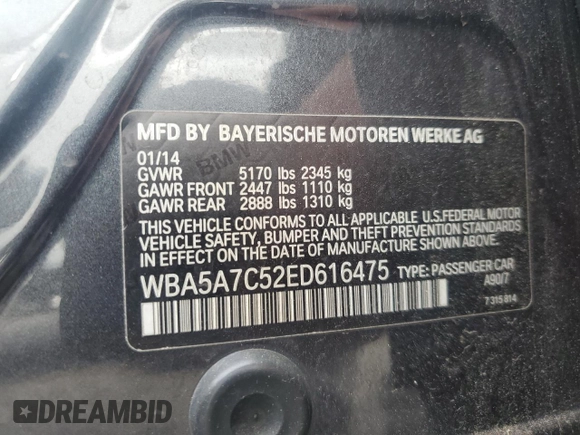 MFD BY BAYERISCHE MOTOREN WERKE AG
01/14
GVWR 5170 lbs 2345 kg
GAWR FRONT 2447 lbs 1110 kg
GAWR REAR 2888 lbs 1310 kg
THIS VEHICLE CONFORMS TO ALL APPLICABLE U.S.FEDERAL MOTOR
VEHICLE SAFETY, BUMPER AND THEFT PREVENTION STANDARDS
IN EFFECT ON THE DATE OF MANUFACTURE SHOWN ABOVE.
WBA5A7C52ED616475 TYPE: PASSENGER CAR
A90/7
7 315 814
BMW
DREAMBID